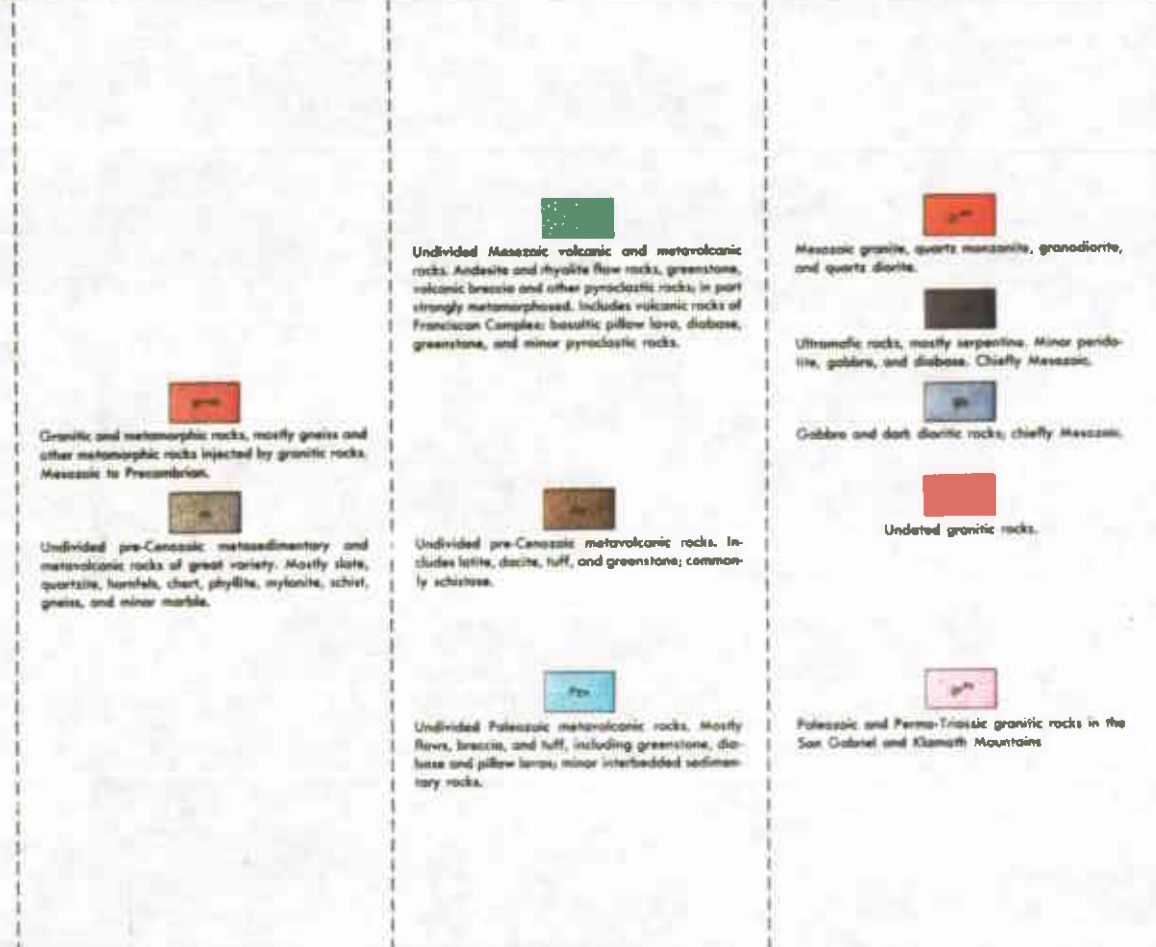 Granitic and metamorphic rocks, mostly gneiss and
other metamorphic rocks injected by granitic rocks.
Mesozoic to Precambrian.
Undivided pre-Cenozoic metasedimentary and
metavolcanic rocks of great variety. Mostly slate,
quartzite, hornfels, chert, phyllite, mylonite, schist,
gneiss, and minor marble.
Undivided Mesozoic volcanic and metavolcanic
rocks. Andesite and rhyolite flow rocks, greenstone,
volcanic breccia and other pyroclastic rocks; in part
strongly metamorphosed. Includes volcanic rocks of
Franciscan Complex: basaltic pillow lava, diabase,
greenstone, and minor pyroclastic rocks.
Undivided pre-Cenozoic metavolcanic rocks. In-
cludes latite, dacite, tuff, and greenstone; common-
ly schistose.
Pzv
Undivided Paleozoic metavolcanic rocks. Mostly
flows, breccia, and tuff, including greenstone, dia-
base and pillow lavas; minor interbedded sedimen-
tary rocks.
Mesozoic granite, quartz monzonite, granodiorite,
and quartz diorite.
Ultramafic rocks, mostly serpentine. Minor perido-
tite, gabbro, and diabase. Chiefly Mesozoic.
gb
Gabbro and dark dioritic rocks; chiefly Mesozoic.
Undated granitic rocks.
Paleozoic and Permo-Triassic granitic rocks in the
San Gabriel and Klamath Mountains